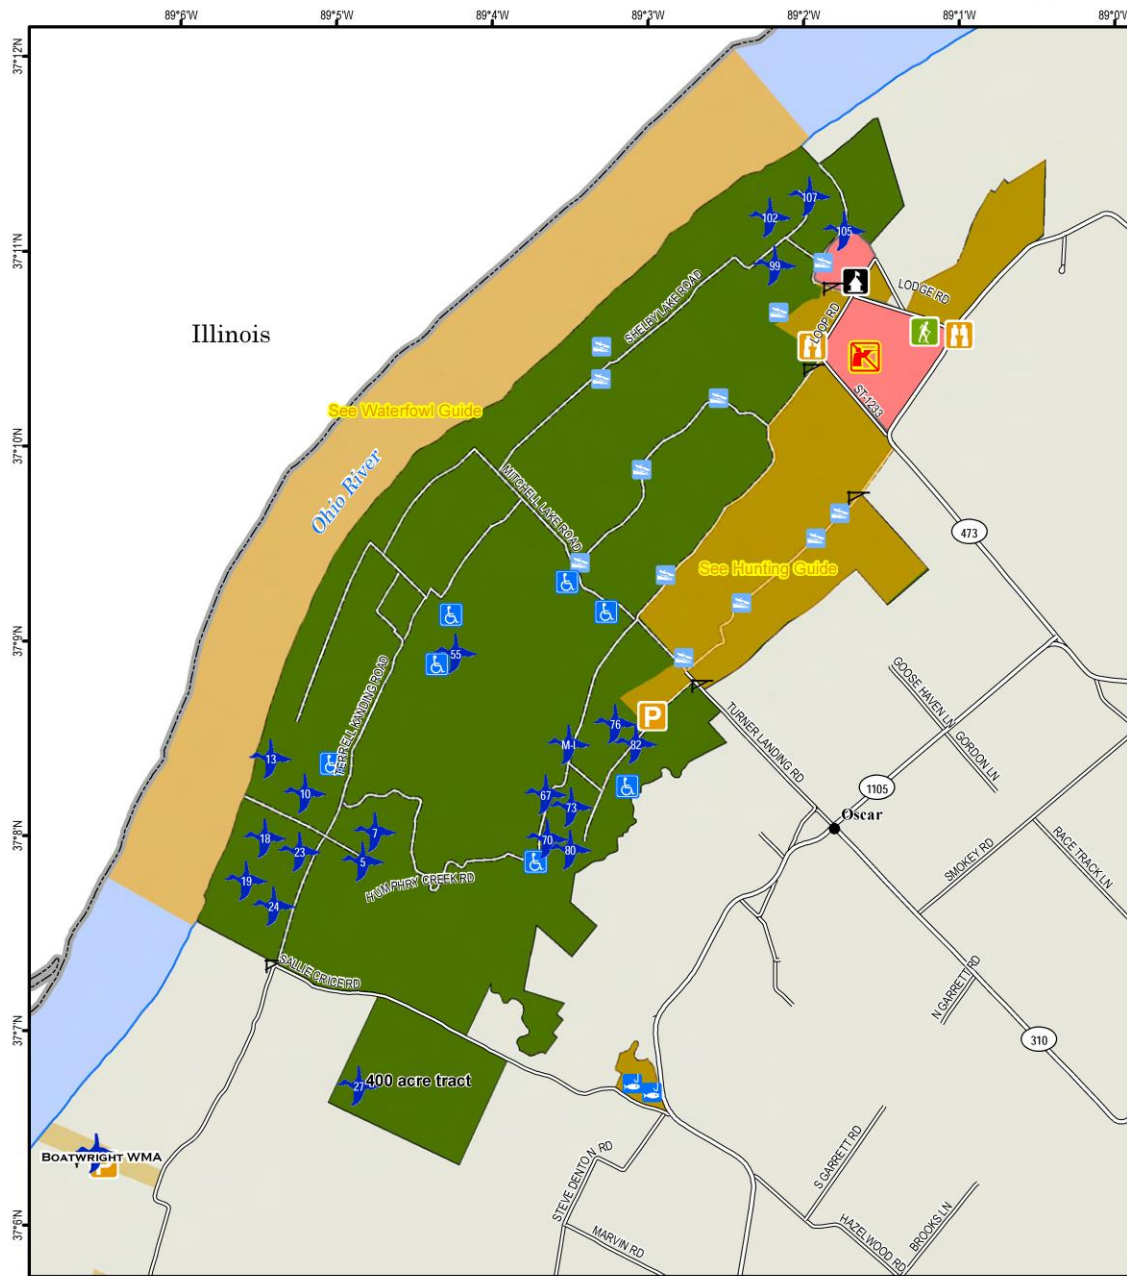 89°6'W 89°5'W 89°4'W 89°3'W 89°2'W 89°1'W 89°0'W
37°12'N
107
102
105
37°11'N
99
LODGE RD
SHELBY LAKE ROAD
LOOP RD
Illinois
See Waterfowl Guide
ST-1233
37°10'N
Ohio River
MITCHELL LAKE ROAD
473
See Hunting Guide
37°9'N
55
GOOSE HAVEN LN
TERRELL KANDING ROAD
P
76
TURNER LANDING RD
M-I
82
GORDON LN
13
10
67
73
1105
Oscar
37°8'N
18
7
70
23
80
5
SMOKEY RD
RACE TRACK LN
HUMPHRY CREEK RD
19
24
SALLIE CRICE RD
N GARRETT RD
37°7'N
310
27
400 acre tract
BOATWRIGHT WMA
STEVE DENTON RD
S GARRETT RD
37°6'N
MARVIN RD
HAZELWOOD RD
BROOKS LN